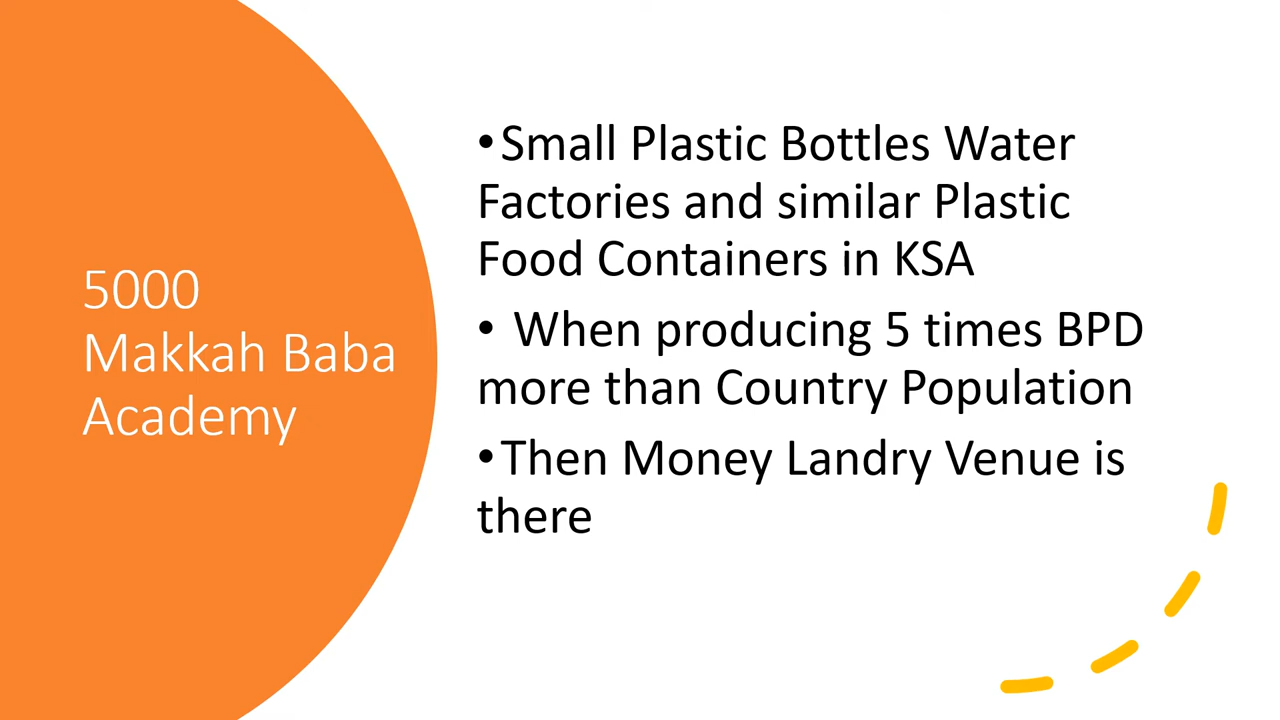 5000
Makkah Baba
Academy
•Small Plastic Bottles Water
Factories and similar Plastic
Food Containers in KSA
• When producing 5 times BPD
more than Country Population
•Then Money Landry Venue is
there